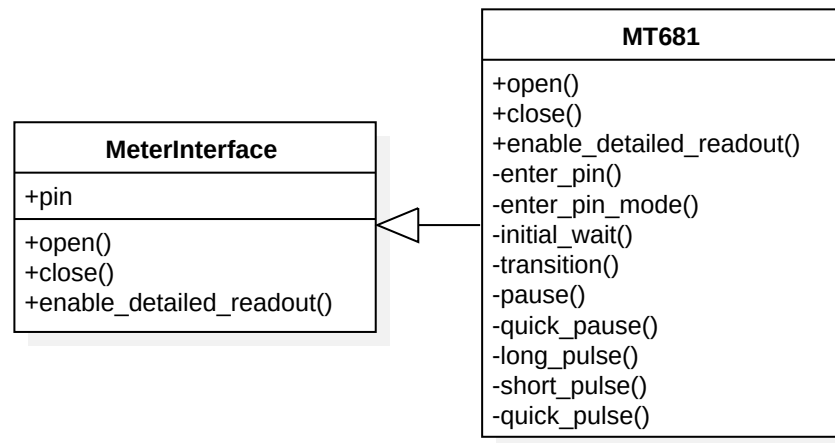 MeterInterface
+pin
+open()
+close()
+enable_detailed_readout()
MT681
+open()
+close()
+enable_detailed_readout()
-enter_pin()
-enter_pin_mode()
-initial_wait()
-transition()
-pause()
-quick_pause()
-long_pulse()
-short_pulse()
-quick_pulse()